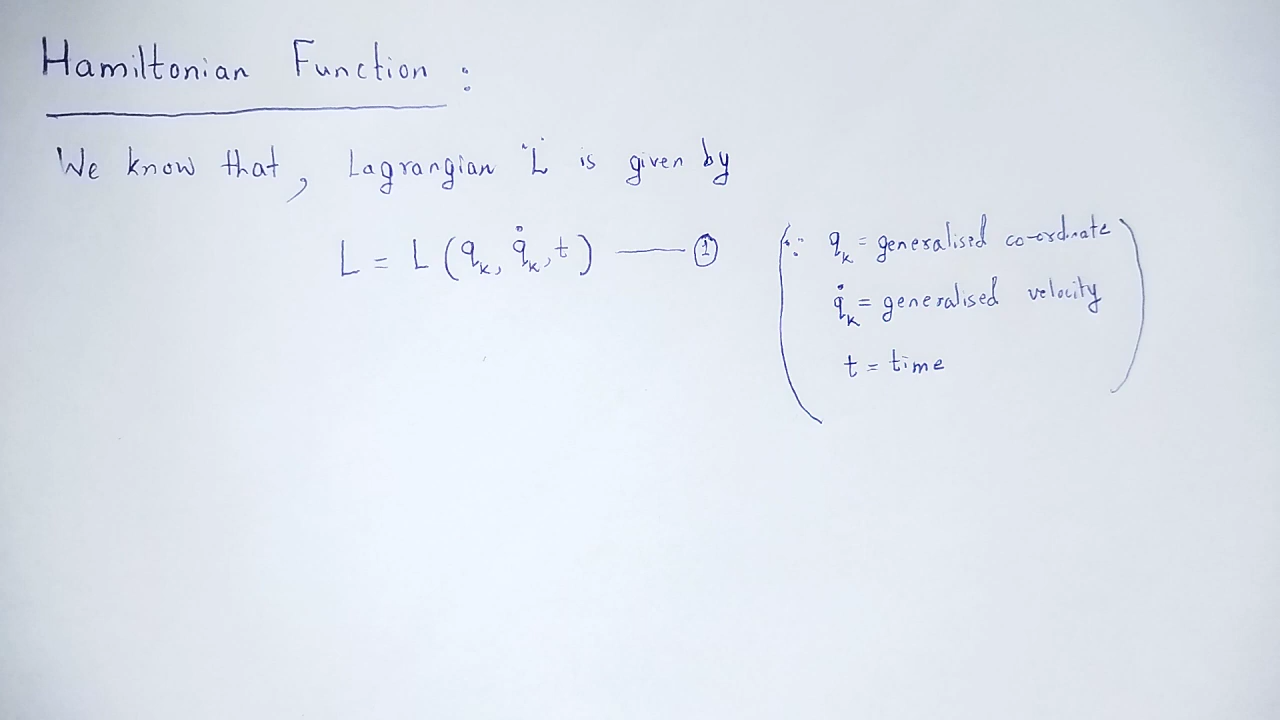 Hamiltonian Function :
We know that, Lagrangian "L" is given by
L = L (qₖ, q̇ₖ, t) —— ①
(∵ qₖ = generalised co-ordinate
q̇ₖ = generalised velocity
t = time)